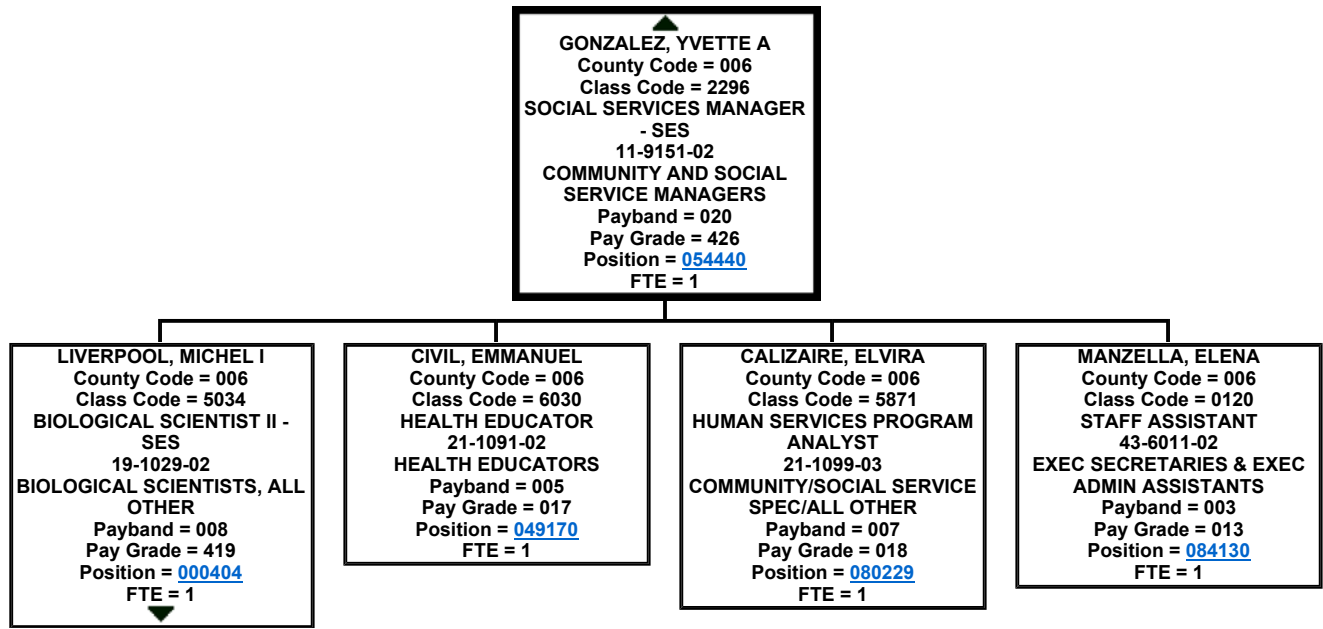 GONZALEZ, YVETTE A
County Code = 006
Class Code = 2296
SOCIAL SERVICES MANAGER
- SES
11-9151-02
COMMUNITY AND SOCIAL
SERVICE MANAGERS
Payband = 020
Pay Grade = 426
Position = 054440
FTE = 1
LIVERPOOL, MICHEL I
County Code = 006
Class Code = 5034
BIOLOGICAL SCIENTIST II -
SES
19-1029-02
BIOLOGICAL SCIENTISTS, ALL
OTHER
Payband = 008
Pay Grade = 419
Position = 000404
FTE = 1
CIVIL, EMMANUEL
County Code = 006
Class Code = 6030
HEALTH EDUCATOR
21-1091-02
HEALTH EDUCATORS
Payband = 005
Pay Grade = 017
Position = 049170
FTE = 1
CALIZAIRE, ELVIRA
County Code = 006
Class Code = 5871
HUMAN SERVICES PROGRAM
ANALYST
21-1099-03
COMMUNITY/SOCIAL SERVICE
SPEC/ALL OTHER
Payband = 007
Pay Grade = 018
Position = 080229
FTE = 1
MANZELLA, ELENA
County Code = 006
Class Code = 0120
STAFF ASSISTANT
43-6011-02
EXEC SECRETARIES & EXEC
ADMIN ASSISTANTS
Payband = 003
Pay Grade = 013
Position = 084130
FTE = 1